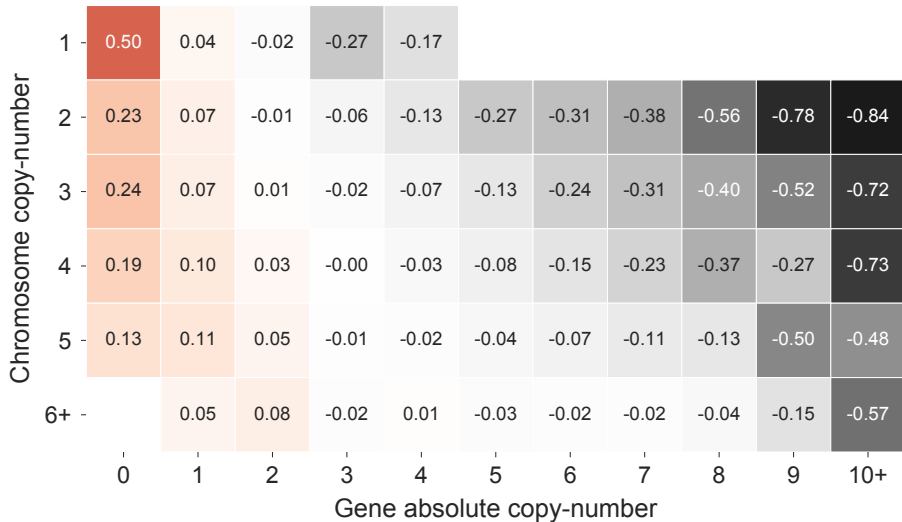 1 0.50 0.04 -0.02 -0.27 -0.17
2 0.23 0.07 -0.01 -0.06 -0.13 -0.27 -0.31 -0.38 -0.56 -0.78 -0.84
3 0.24 0.07 0.01 -0.02 -0.07 -0.13 -0.24 -0.31 -0.40 -0.52 -0.72
4 0.19 0.10 0.03 -0.00 -0.03 -0.08 -0.15 -0.23 -0.37 -0.27 -0.73
5 0.13 0.11 0.05 -0.01 -0.02 -0.04 -0.07 -0.11 -0.13 -0.50 -0.48
6+ 0.05 0.08 -0.02 0.01 -0.03 -0.02 -0.02 -0.04 -0.15 -0.57
0 1 2 3 4 5 6 7 8 9 10+
Gene absolute copy-number
Chromosome copy-number